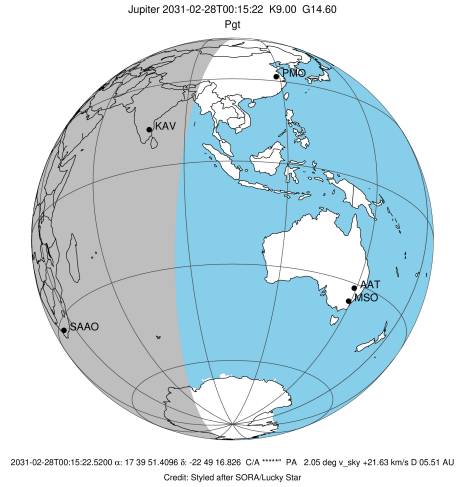 Jupiter 2031-02-28T00:15:22 K9.00 G14.60
Pgt
PMO
KAV
AAT
MSO
SAAO
2031-02-28T00:15:22.5200 α: 17 39 51.4096 δ: -22 49 16.826 C/A *****" PA 2.05 deg v_sky +21.63 km/s D 05.51 AU
Credit: Styled after SORA/Lucky Star